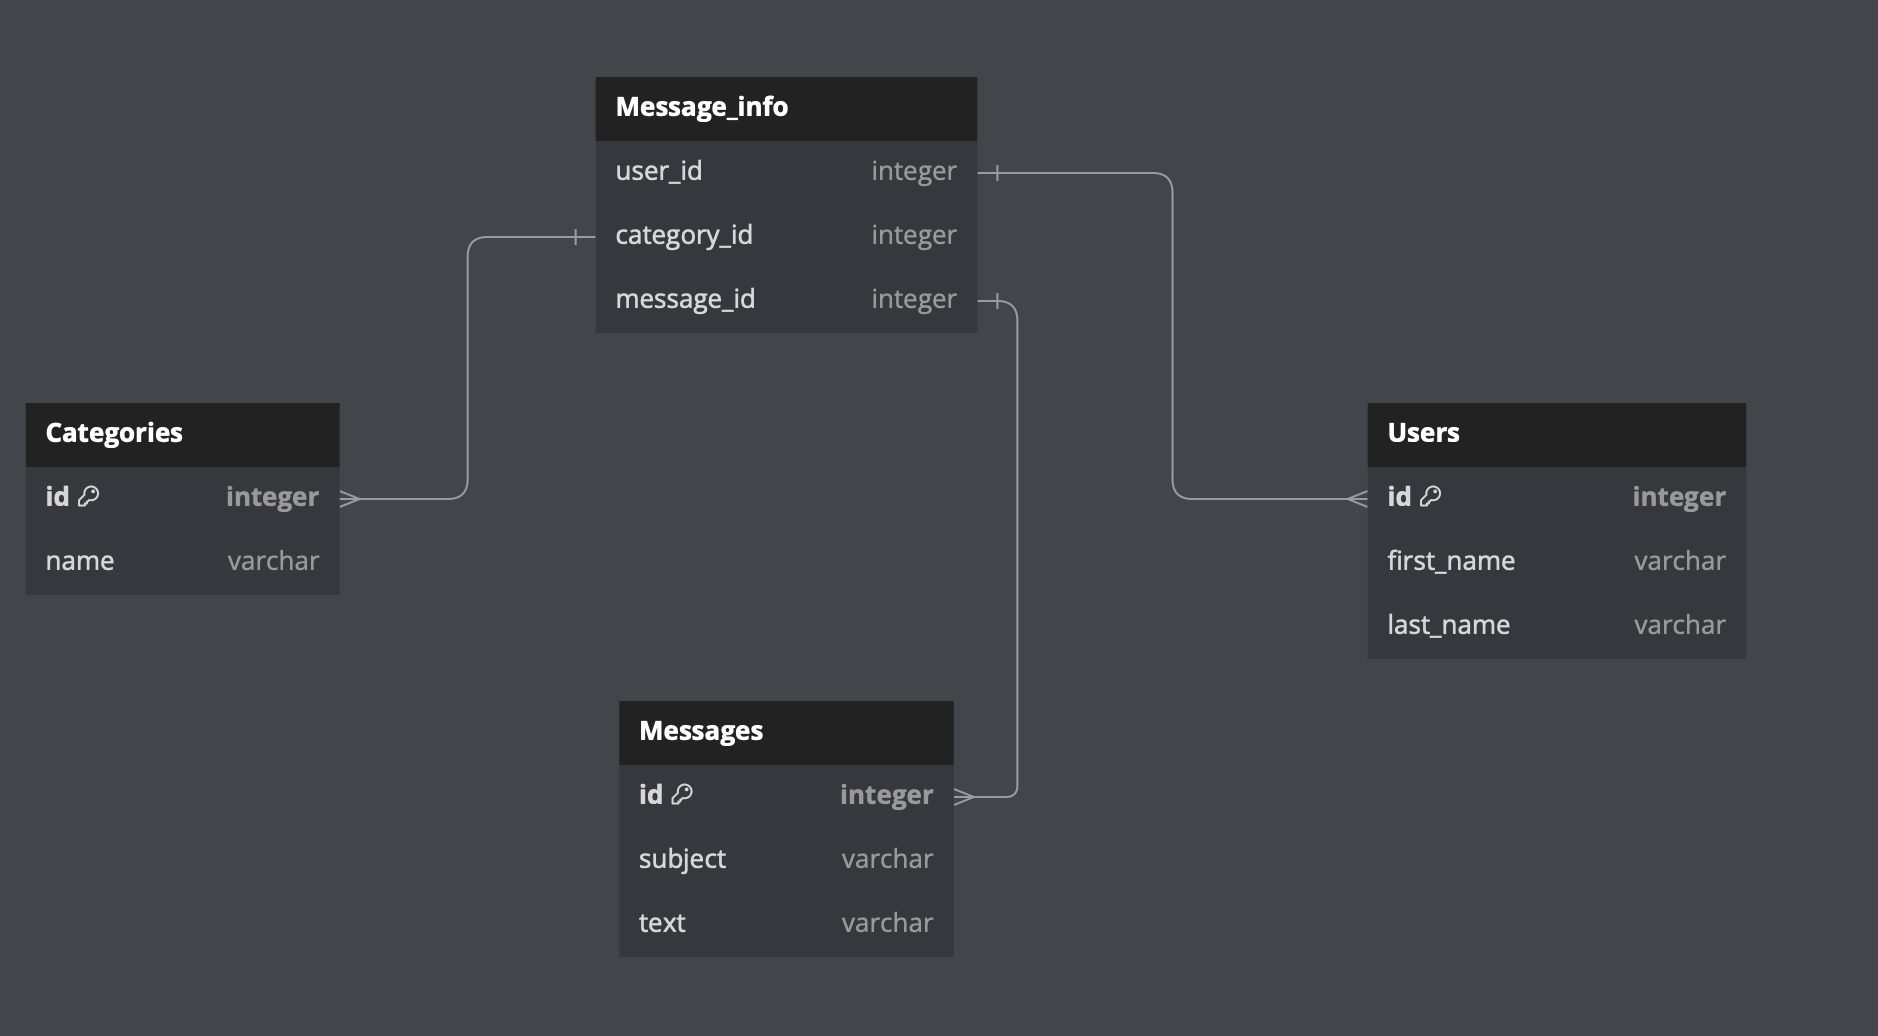 Message_info
user_id integer
category_id integer
message_id integer
Categories
id integer
name varchar
Users
id integer
first_name varchar
last_name varchar
Messages
id integer
subject varchar
text varchar